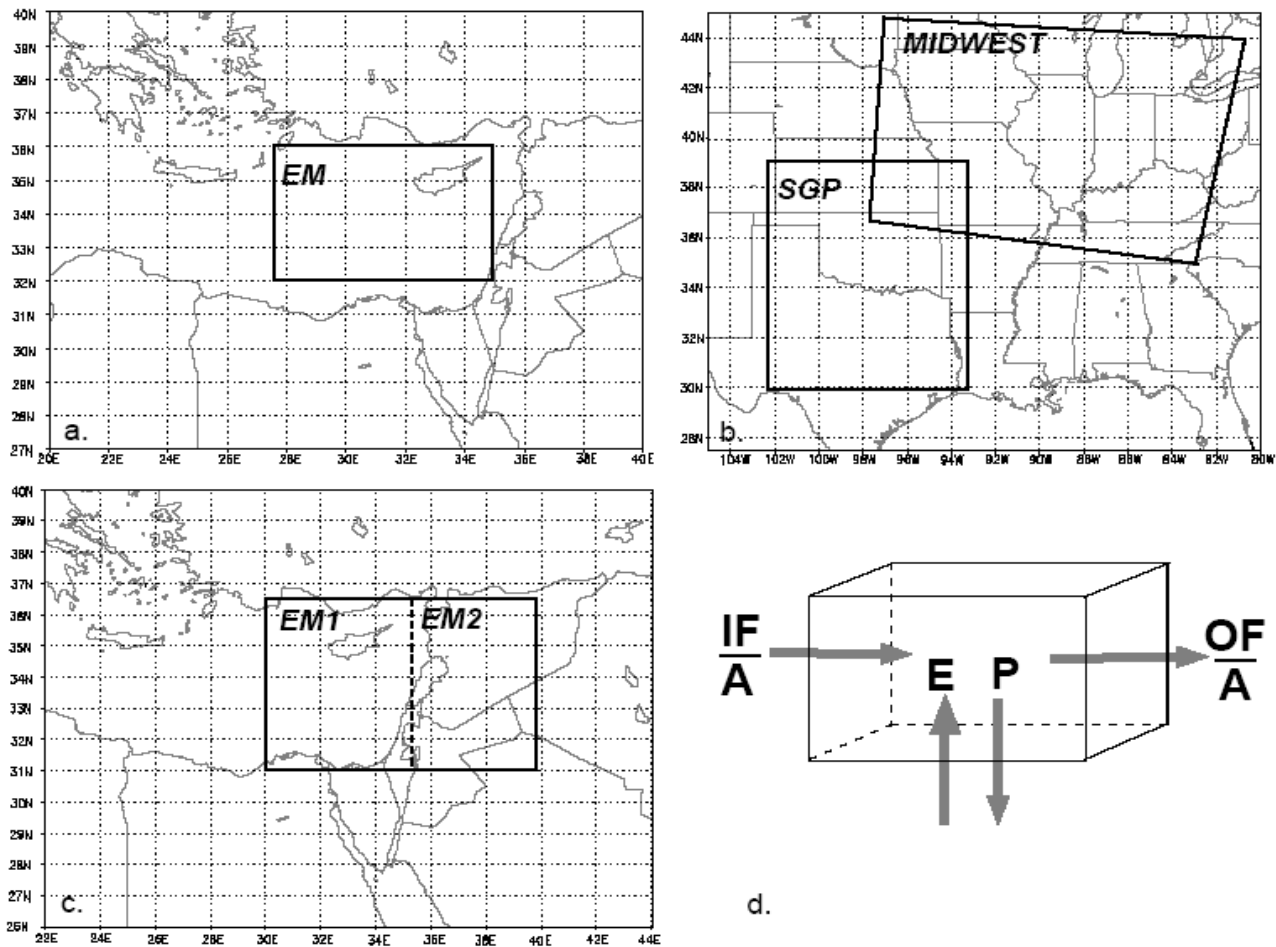 40N
39N
38N
37N
36N
35N
34N
33N
32N
31N
30N
29N
28N
27N
EM
a.
20E 22E 24E 26E 28E 30E 32E 34E 36E 38E 40E
44N
42N
40N
38N
36N
34N
32N
30N
28N
MIDWEST
SGP
b.
104W 102W 100W 98W 96W 94W 92W 90W 88W 86W 84W 82W 80W
40N
39N
38N
37N
36N
35N
34N
33N
32N
31N
30N
29N
28N
27N
26N
EM1 EM2
c.
22E 24E 26E 28E 30E 32E 34E 36E 38E 40E 42E 44E
IF
A
E P
OF
A
d.